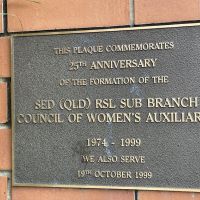 THIS PLAQUE COMMEMORATES
25TH ANNIVERSARY
OF THE FORMATION OF THE
SED (QLD) RSL SUB BRANCH
COUNCIL OF WOMEN'S AUXILIAR
1974 - 1999
WE ALSO SERVE
19TH OCTOBER 1999